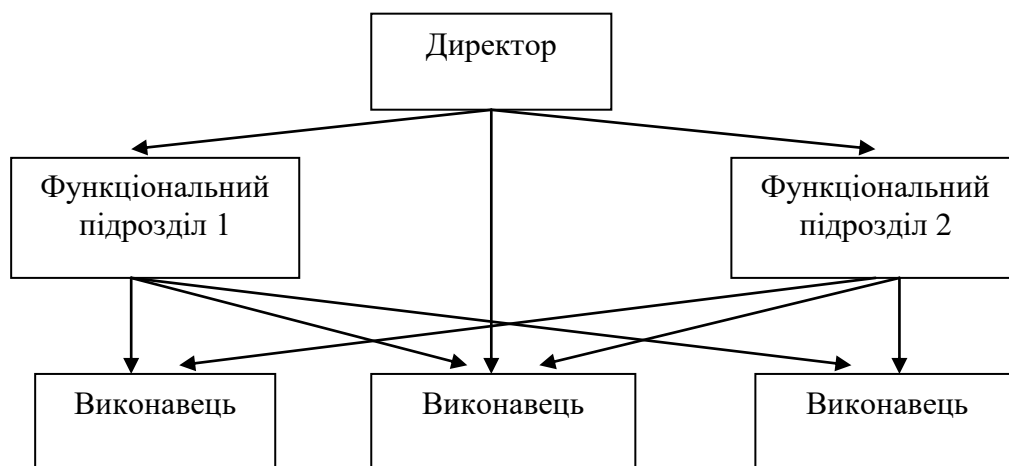 Директор
Функціональний
підрозділ 1
Функціональний
підрозділ 2
Виконавець
Виконавець
Виконавець